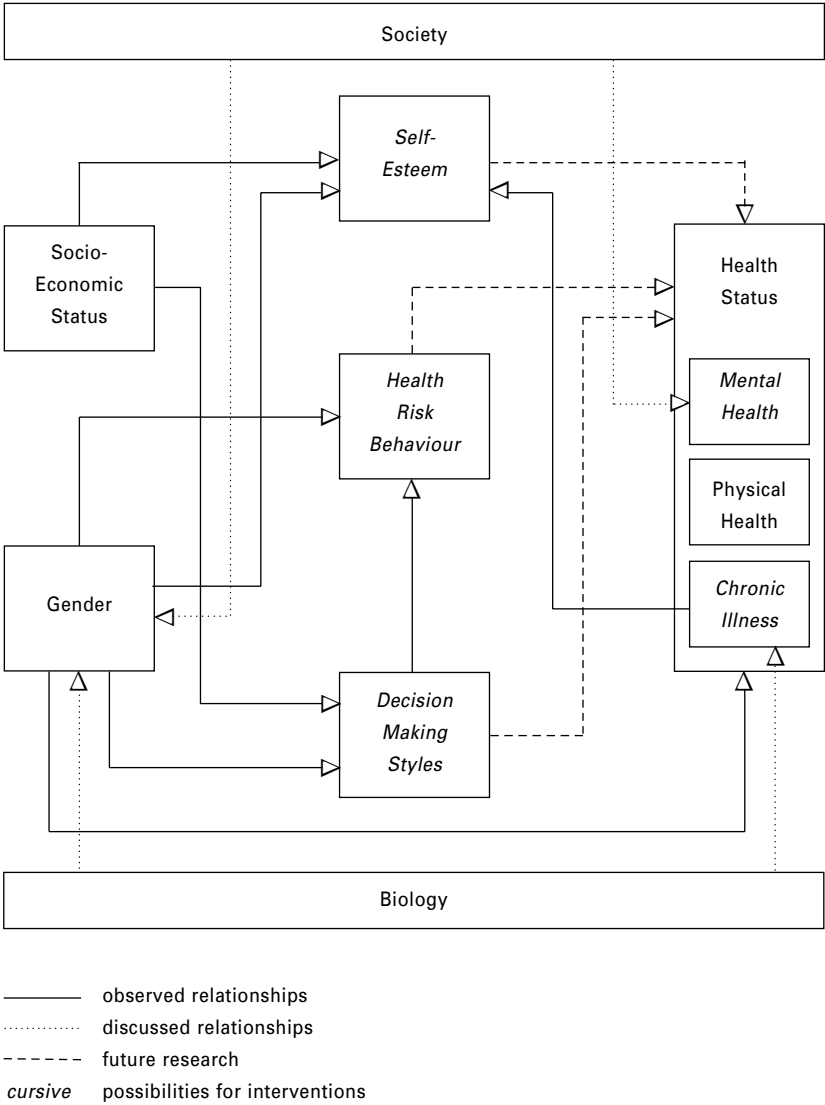 Society
Self-
Esteem
Socio-
Economic
Status
Health
Status
Health
Risk
Behaviour
Mental
Health
Physical
Health
Gender
Chronic
Illness
Decision
Making
Styles
Biology
observed relationships
discussed relationships
future research
cursive possibilities for interventions